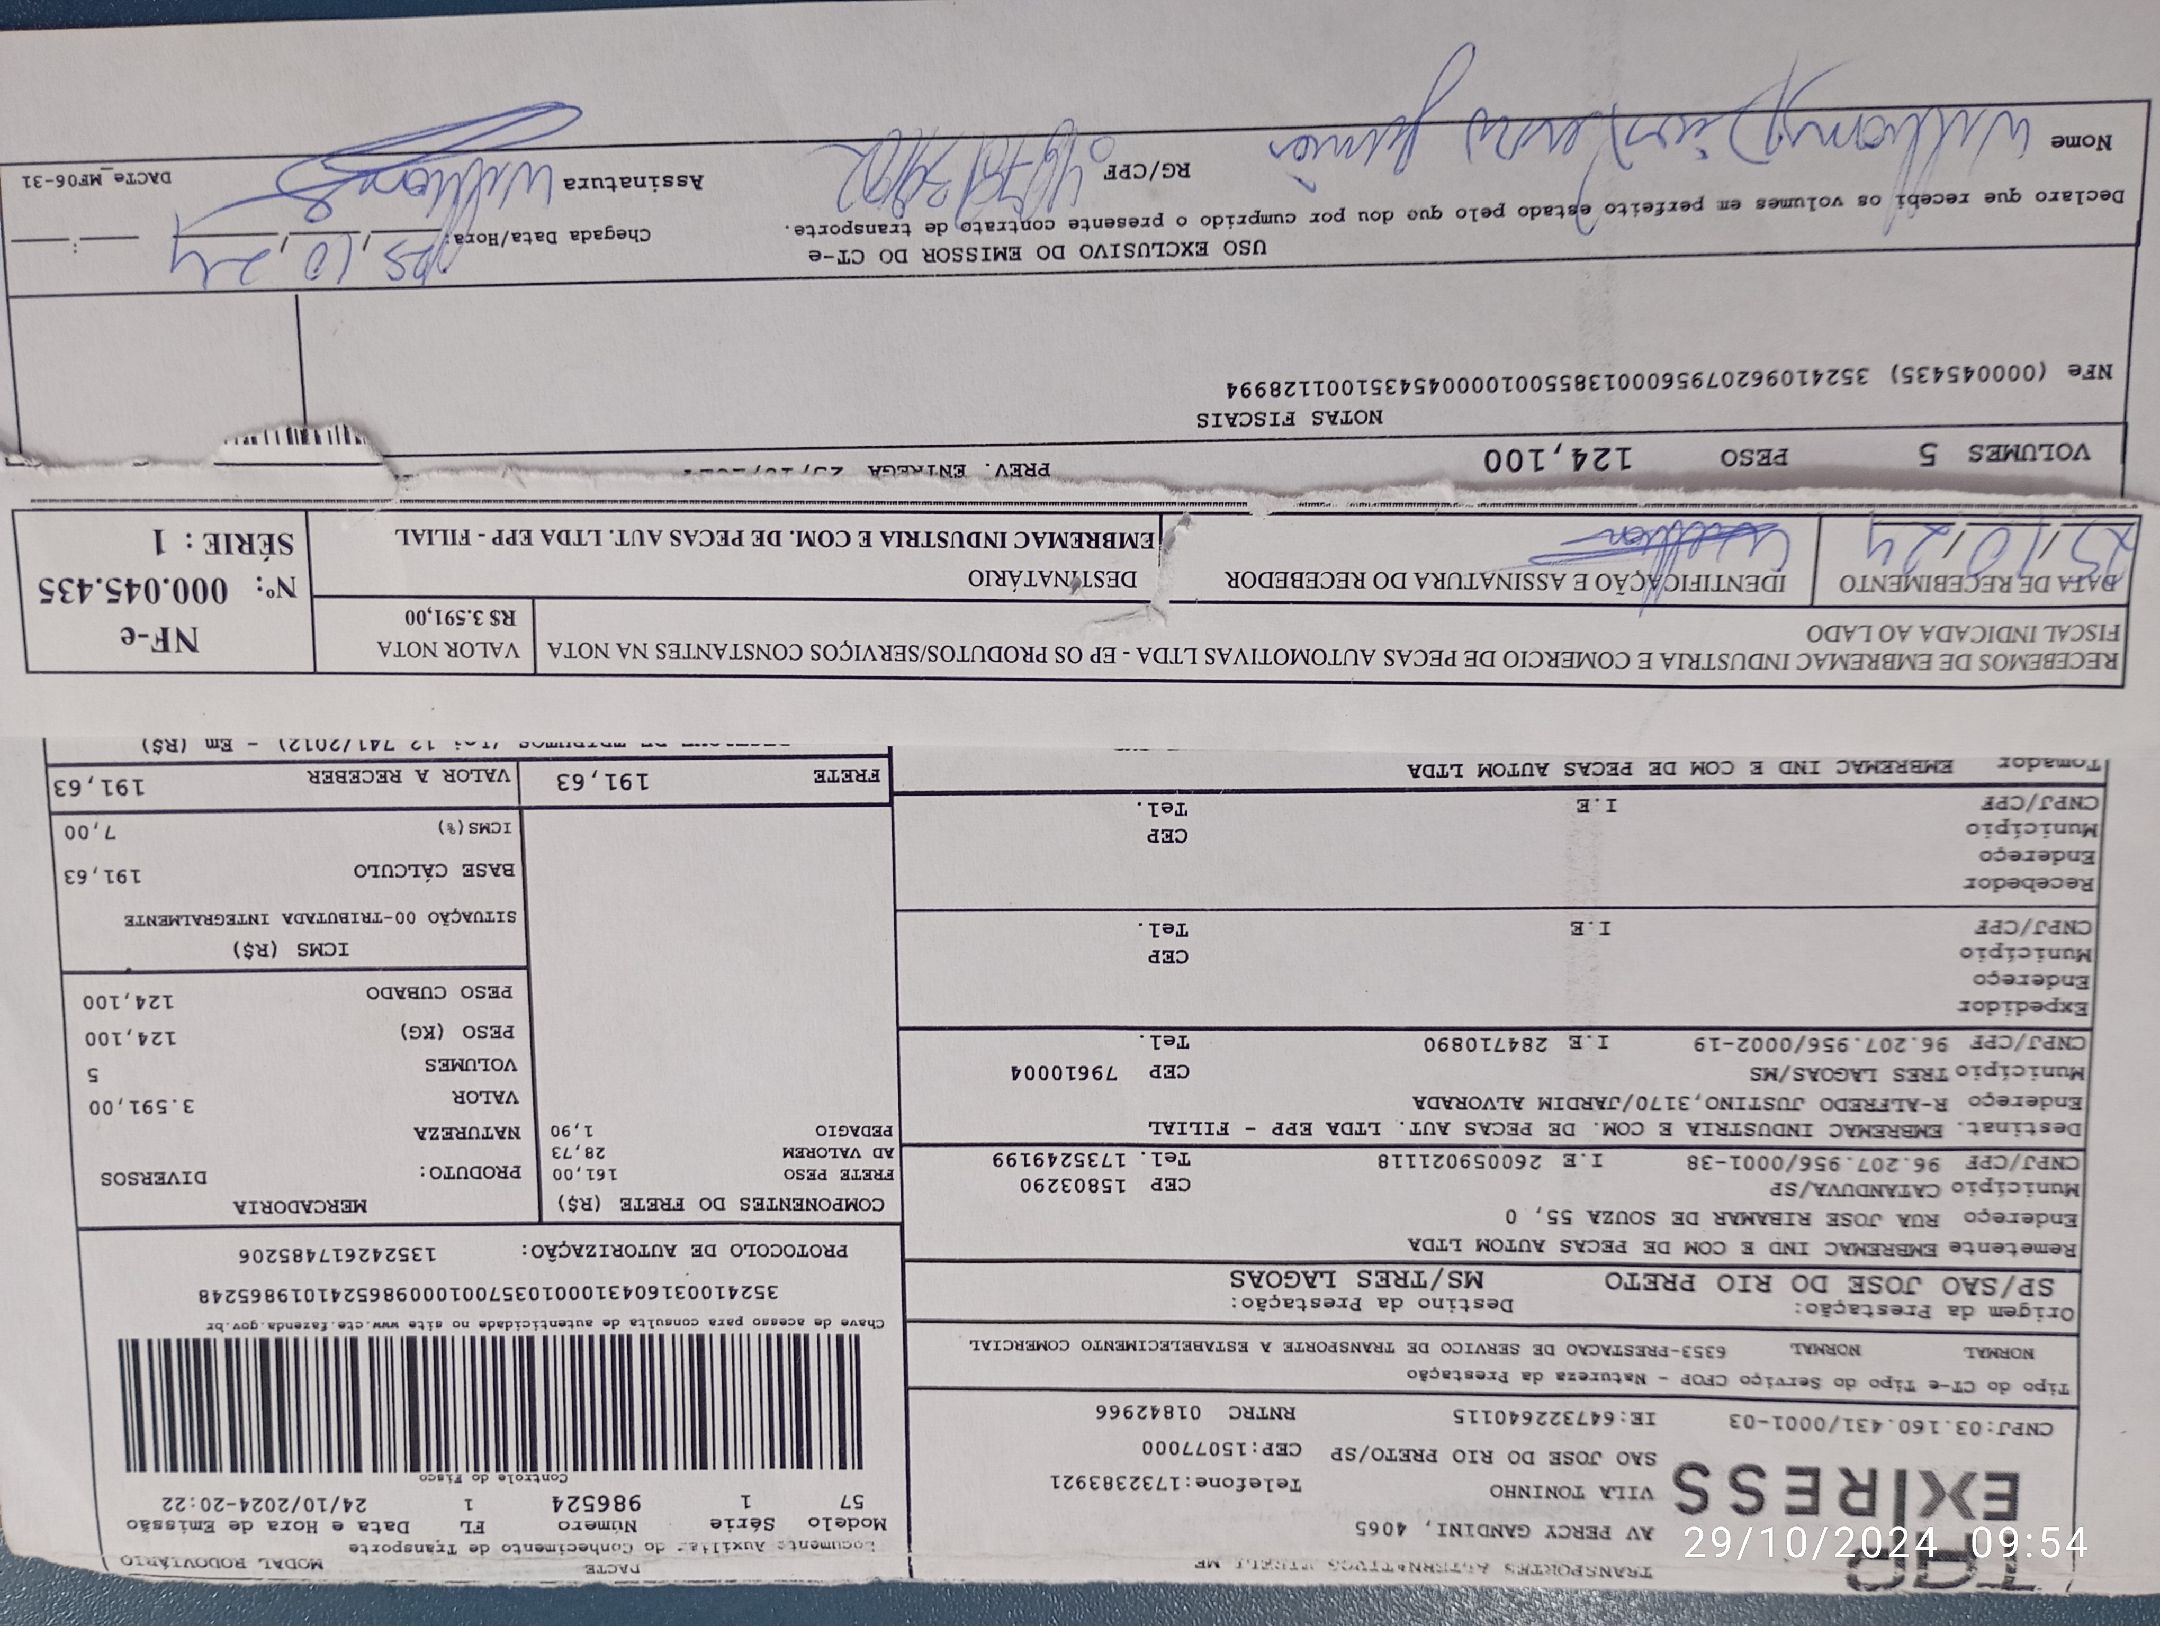 29/10/2024 09:54
EXPRESS
AV PERCY GANDINI, 4065
VILA TONINHO Telefone:1732383921
SAO JOSE DO RIO PRETO/SP CEP:15077000
CNPJ:03.160.431/0001-03 IE:647322640115 RNTRC 01842966
Tipo do CT-e Tipo do Serviço CFOP - Natureza da Prestação
NORMAL NORMAL 6353-PRESTACAO DE SERVICO DE TRANSPORTE A ESTABELECIMENTO COMERCIAL
Origem da Prestação: Destino da Prestação:
SP/SAO JOSE DO RIO PRETO MS/TRES LAGOAS
DACTE MODAL RODOVIÁRIO
Documento Auxiliar do Conhecimento de Transporte
Modelo Série Número FL Data e Hora de Emissão
57 1 986524 1 24/10/2024-20:22
Controle do Fisco
Chave de acesso para consulta de autenticidade no site www.cte.fazenda.gov.br
35241003160431000103570010009865241019865248
PROTOCOLO DE AUTORIZAÇÃO: 135242617485206
Remetente EMBREMAC IND E COM DE PECAS AUTOM LTDA
Endereço RUA JOSE RIBAMAR DE SOUZA 55, 0
Município CATANDUVA/SP CEP 15803290
CNPJ/CPF 96.207.956/0001-38 I.E 260059021118 Tel. 1735249199
Destinat. EMBREMAC INDUSTRIA E COM. DE PECAS AUT. LTDA EPP - FILIAL
Endereço R-ALFREDO JUSTINO,3170/JARDIM ALVORADA
Município TRES LAGOAS/MS CEP 79610004
CNPJ/CPF 96.207.956/0002-19 I.E 284710890 Tel.
Expedidor
Endereço
Município CEP
CNPJ/CPF I.E Tel.
Recebedor
Endereço
Município CEP
CNPJ/CPF I.E Tel.
Tomador EMBREMAC IND E COM DE PECAS AUTOM LTDA
COMPONENTES DO FRETE (R$)
FRETE PESO 161,00
AD VALOREM 28,73
PEDAGIO 1,90
FRETE 191,63
MERCADORIA
PRODUTO: DIVERSOS
NATUREZA
VALOR 3.591,00
VOLUMES 5
PESO (KG) 124,100
PESO CUBADO 124,100
ICMS (R$)
SITUAÇÃO 00-TRIBUTADA INTEGRALMENTE
BASE CÁLCULO 191,63
ICMS(%) 7,00
VALOR A RECEBER 191,63
RECEBEMOS DE EMBREMAC INDUSTRIA E COMERCIO DE PECAS AUTOMOTIVAS LTDA - EP OS PRODUTOS/SERVIÇOS CONSTANTES NA NOTA
FISCAL INDICADA AO LADO
VALOR NOTA
R$ 3.591,00
NF-e
Nº: 000.045.435
SÉRIE : 1
DATA DE RECEBIMENTO
25/10/24
IDENTIFICAÇÃO E ASSINATURA DO RECEBEDOR
DESTINATÁRIO
EMBREMAC INDUSTRIA E COM. DE PECAS AUT. LTDA EPP - FILIAL
VOLUMES 5 PESO 124,100 PREV. ENTREGA
NOTAS FISCAIS
NFe (00045435) 35241096207956000138550010000454351001128994
USO EXCLUSIVO DO EMISSOR DO CT-e
Declaro que recebi os volumes em perfeito estado pelo que dou por cumprido o presente contrato de transporte.
Chegada Data/Hora: 25,10,24
Nome
RG/CPF
Assinatura
DACTe_MF06-31